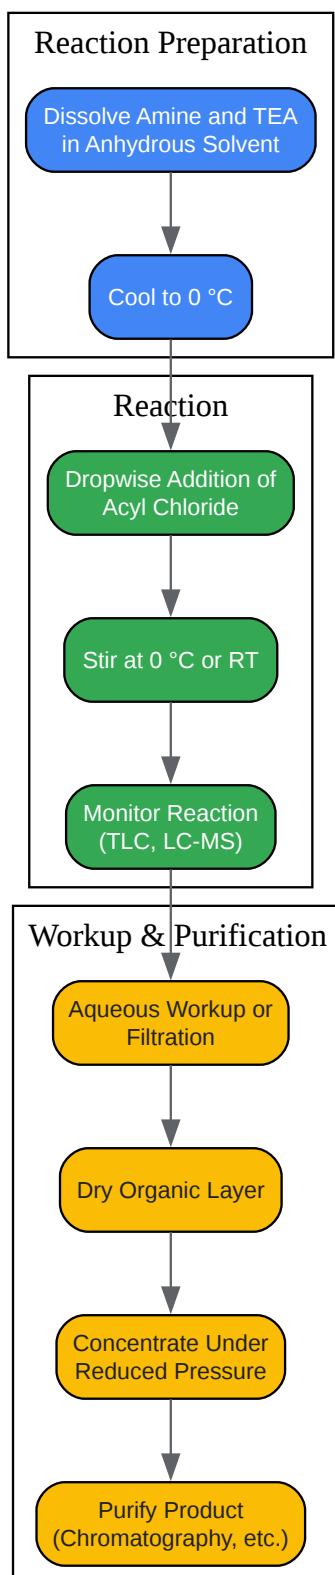 Reaction Preparation
Dissolve Amine and TEA
in Anhydrous Solvent
Cool to 0 °C
Reaction
Dropwise Addition of
Acyl Chloride
Stir at 0 °C or RT
Monitor Reaction
(TLC, LC-MS)
Workup & Purification
Aqueous Workup or
Filtration
Dry Organic Layer
Concentrate Under
Reduced Pressure
Purify Product
(Chromatography, etc.)